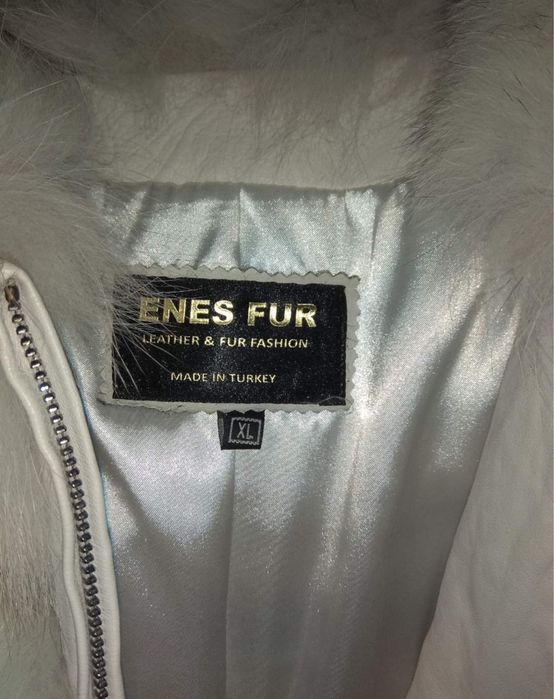 ENES FUR
LEATHER & FUR FASHION
MADE IN TURKEY
XL